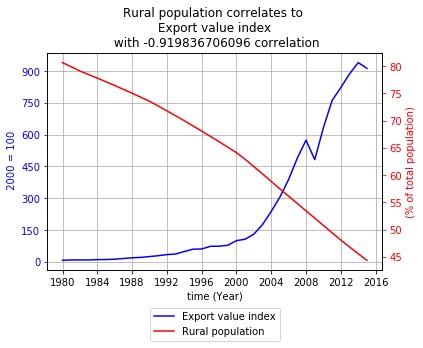 Rural population correlates to
Export value index
with -0.919836706096 correlation
2000 = 100
900
750
600
450
300
150
0
80
75
70
65
60
55
50
45
(% of total population)
1980 1984 1988 1992 1996 2000 2004 2008 2012 2016
time (Year)
Export value index
Rural population